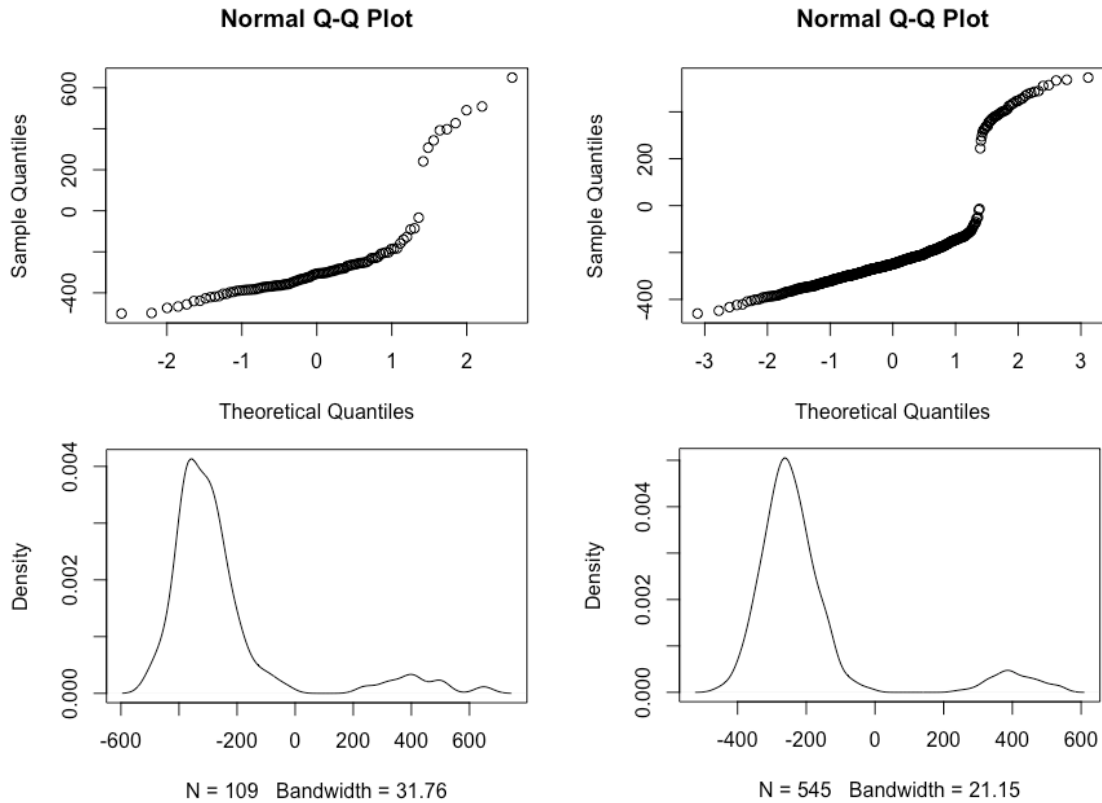 Normal Q-Q Plot
Sample Quantiles
600
200
0
-400
-2 -1 0 1 2
Theoretical Quantiles
Normal Q-Q Plot
Sample Quantiles
200
0
-400
-3 -2 -1 0 1 2 3
Theoretical Quantiles
Density
0.004
0.002
0.000
-600 -400 -200 0 200 400 600
N = 109 Bandwidth = 31.76
Density
0.004
0.002
0.000
-400 -200 0 200 400 600
N = 545 Bandwidth = 21.15